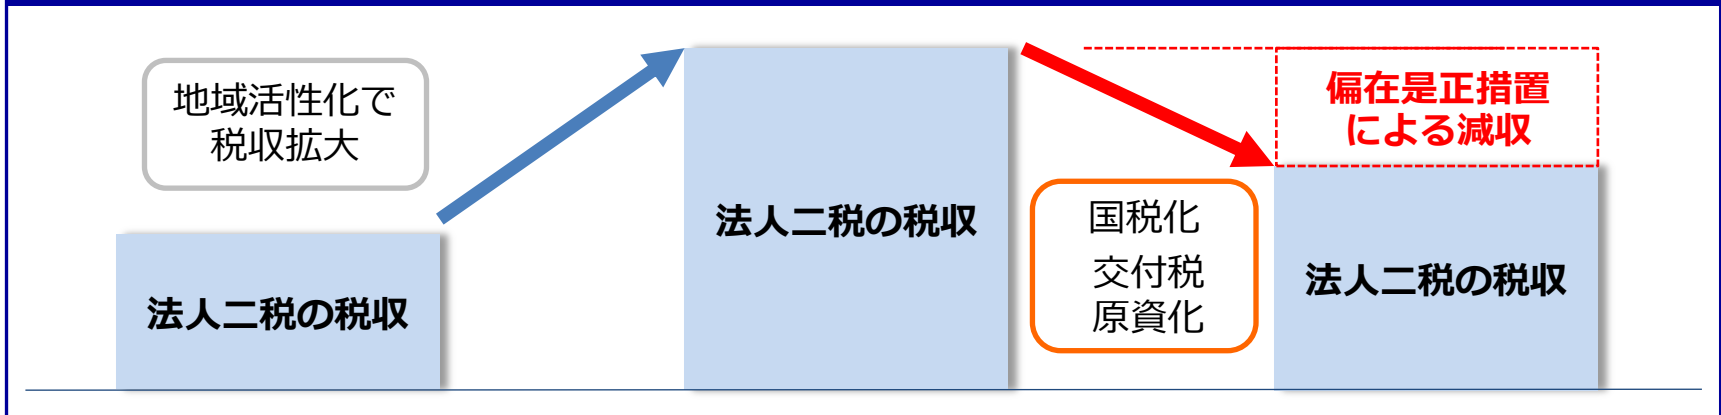 地域活性化で
税収拡大
法人二税の税収
法人二税の税収
国税化
交付税
原資化
偏在是正措置
による減収
法人二税の税収